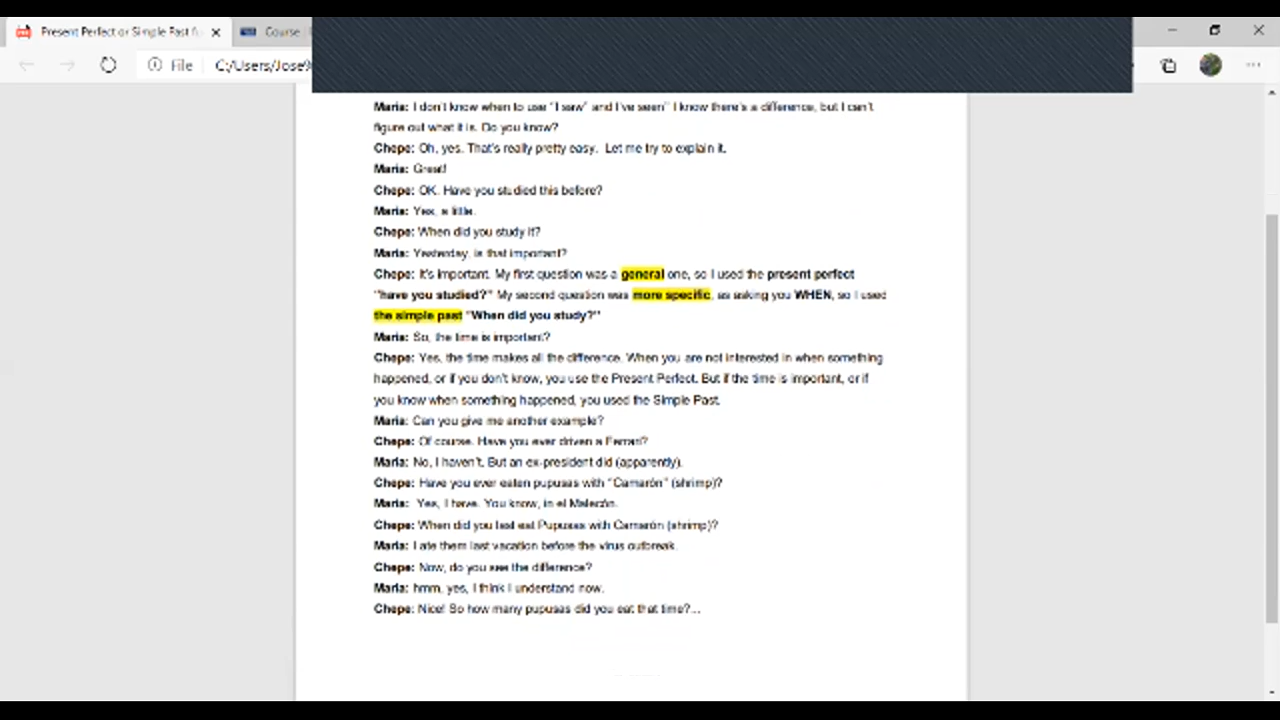 Present Perfect or Simple Past f
Course
File
C:/Users/Jose
Maria: I don't know when to use "I saw" and I've seen" I know there's a difference, but I can't
figure out what it is. Do you know?
Chepe: Oh, yes. That's really pretty easy. Let me try to explain it.
Maria: Great!
Chepe: OK. Have you studied this before?
Maria: Yes, a little.
Chepe: When did you study it?
Maria: Yesterday, is that important?
Chepe: It's important. My first question was a general one, so I used the present perfect
"have you studied?" My second question was more specific, as asking you WHEN, so I used
the simple past "When did you study?"
Maria: So, the time is important?
Chepe: Yes, the time makes all the difference. When you are not interested in when something
happened, or if you don't know, you use the Present Perfect. But if the time is important, or if
you know when something happened, you used the Simple Past.
Maria: Can you give me another example?
Chepe: Of course. Have you ever driven a Ferrari?
Maria: No, I haven't. But an ex-president did (apparently).
Chepe: Have you ever eaten pupusas with "Camarón" (shrimp)?
Maria: Yes, I have. You know, in el Malecón.
Chepe: When did you last eat Pupusas with Camarón (shrimp)?
Maria: I ate them last vacation before the virus outbreak.
Chepe: Now, do you see the difference?
Maria: hmm, yes, I think I understand now.
Chepe: Nice! So how many pupusas did you eat that time?...